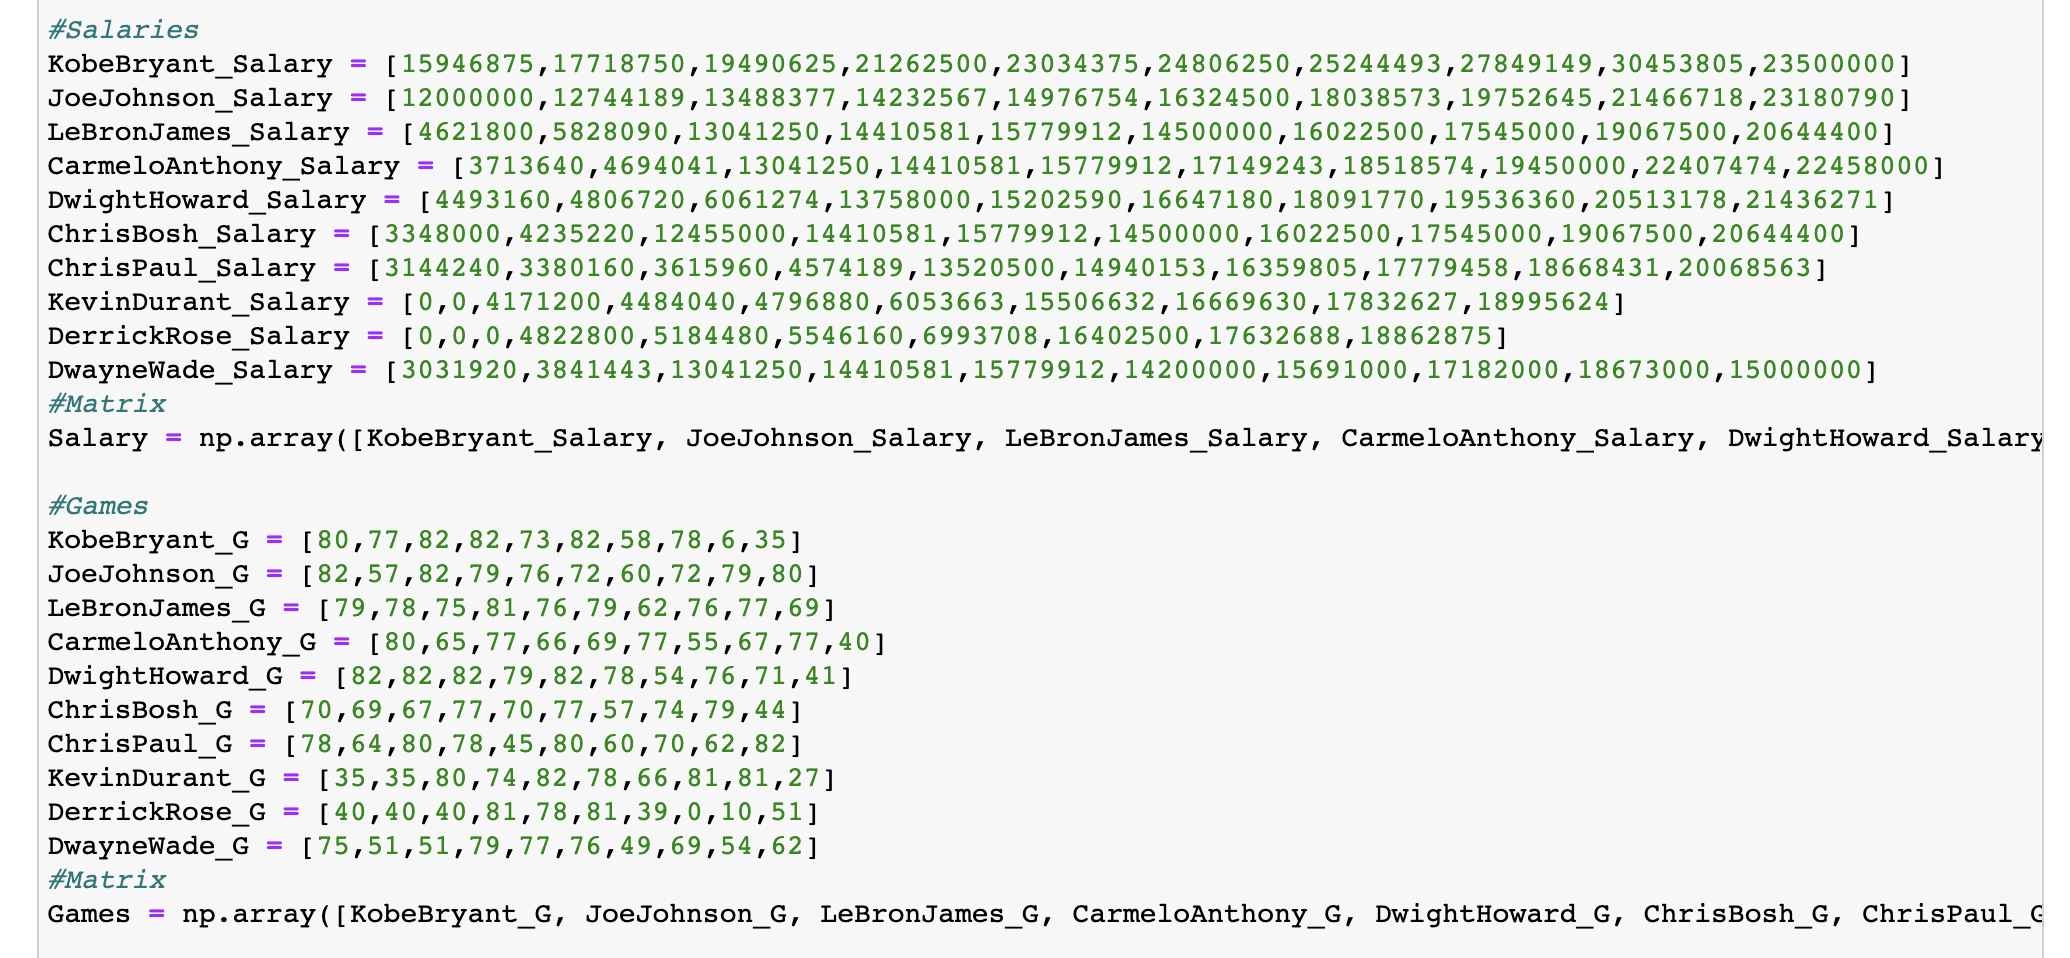 #Salaries
KobeBryant_Salary = [15946875,17718750,19490625,21262500,23034375,24806250,25244493,27849149,30453805,23500000]
JoeJohnson_Salary = [12000000,12744189,13488377,14232567,14976754,16324500,18038573,19752645,21466718,23180790]
LeBronJames_Salary = [4621800,5828090,13041250,14410581,15779912,14500000,16022500,17545000,19067500,20644400]
CarmeloAnthony_Salary = [3713640,4694041,13041250,14410581,15779912,17149243,18518574,19450000,22407474,22458000]
DwightHoward_Salary = [4493160,4806720,6061274,13758000,15202590,16647180,18091770,19536360,20513178,21436271]
ChrisBosh_Salary = [3348000,4235220,12455000,14410581,15779912,14500000,16022500,17545000,19067500,20644400]
ChrisPaul_Salary = [3144240,3380160,3615960,4574189,13520500,14940153,16359805,17779458,18668431,20068563]
KevinDurant_Salary = [0,0,4171200,4484040,4796880,6053663,15506632,16669630,17832627,18995624]
DerrickRose_Salary = [0,0,0,4822800,5184480,5546160,6993708,16402500,17632688,18862875]
DwayneWade_Salary = [3031920,3841443,13041250,14410581,15779912,14200000,15691000,17182000,18673000,15000000]
#Matrix
Salary = np.array([KobeBryant_Salary, JoeJohnson_Salary, LeBronJames_Salary, CarmeloAnthony_Salary, DwightHoward_Salary
#Games
KobeBryant_G = [80,77,82,82,73,82,58,78,6,35]
JoeJohnson_G = [82,57,82,79,76,72,60,72,79,80]
LeBronJames_G = [79,78,75,81,76,79,62,76,77,69]
CarmeloAnthony_G = [80,65,77,66,69,77,55,67,77,40]
DwightHoward_G = [82,82,82,79,82,78,54,76,71,41]
ChrisBosh_G = [70,69,67,77,70,77,57,74,79,44]
ChrisPaul_G = [78,64,80,78,45,80,60,70,62,82]
KevinDurant_G = [35,35,80,74,82,78,66,81,81,27]
DerrickRose_G = [40,40,40,81,78,81,39,0,10,51]
DwayneWade_G = [75,51,51,79,77,76,49,69,54,62]
#Matrix
Games = np.array([KobeBryant_G, JoeJohnson_G, LeBronJames_G, CarmeloAnthony_G, DwightHoward_G, ChrisBosh_G, ChrisPaul_G